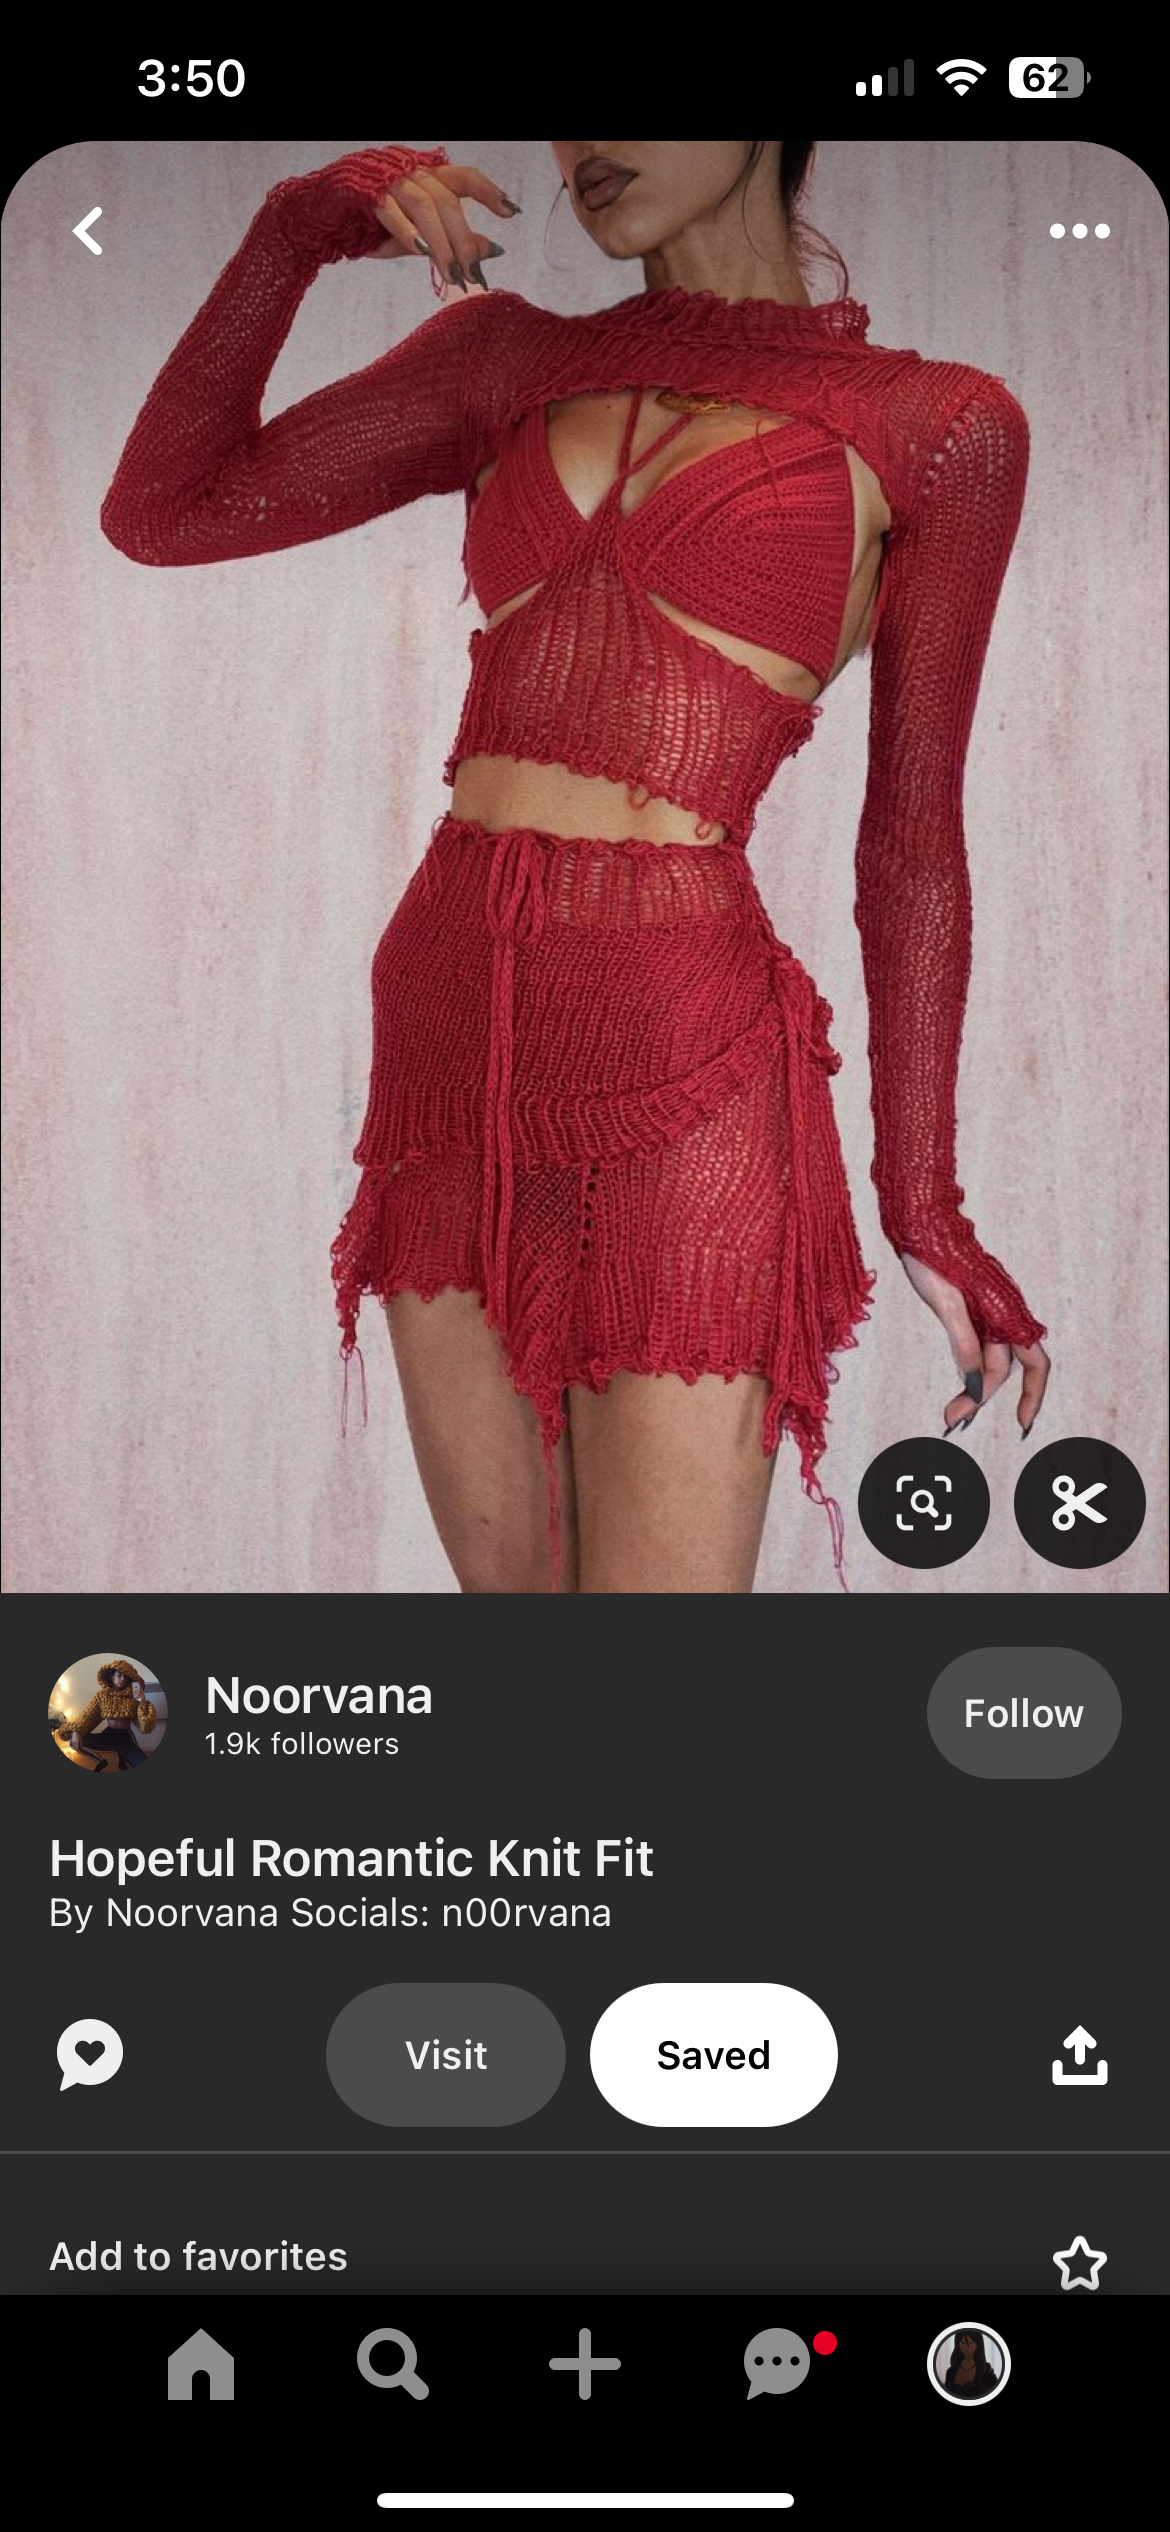 3:50
62
Noorvana
1.9k followers
Follow
Hopeful Romantic Knit Fit
By Noorvana Socials: n00rvana
Visit
Saved
Add to favorites